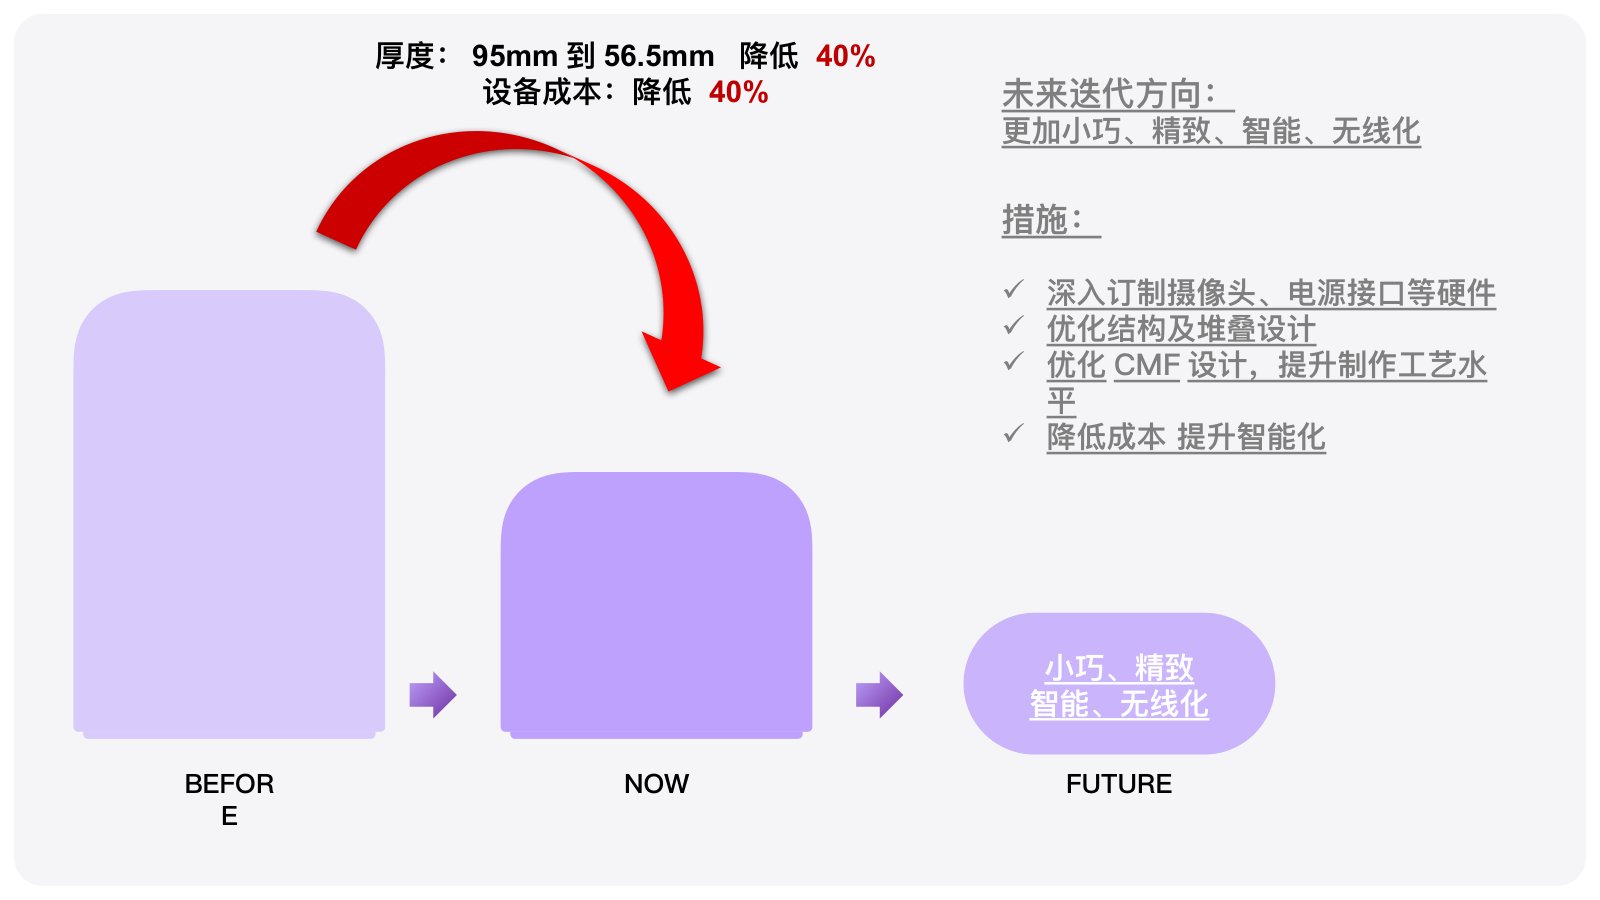 厚度： 95mm 到 56.5mm 降低 40%
设备成本：降低 40%
未来迭代方向：
更加小巧、精致、智能、无线化
措施：
✓ 深入订制摄像头、电源接口等硬件
✓ 优化结构及堆叠设计
✓ 优化 CMF 设计，提升制作工艺水
平
✓ 降低成本 提升智能化
小巧、精致
智能、无线化
BEFOR
E
NOW
FUTURE